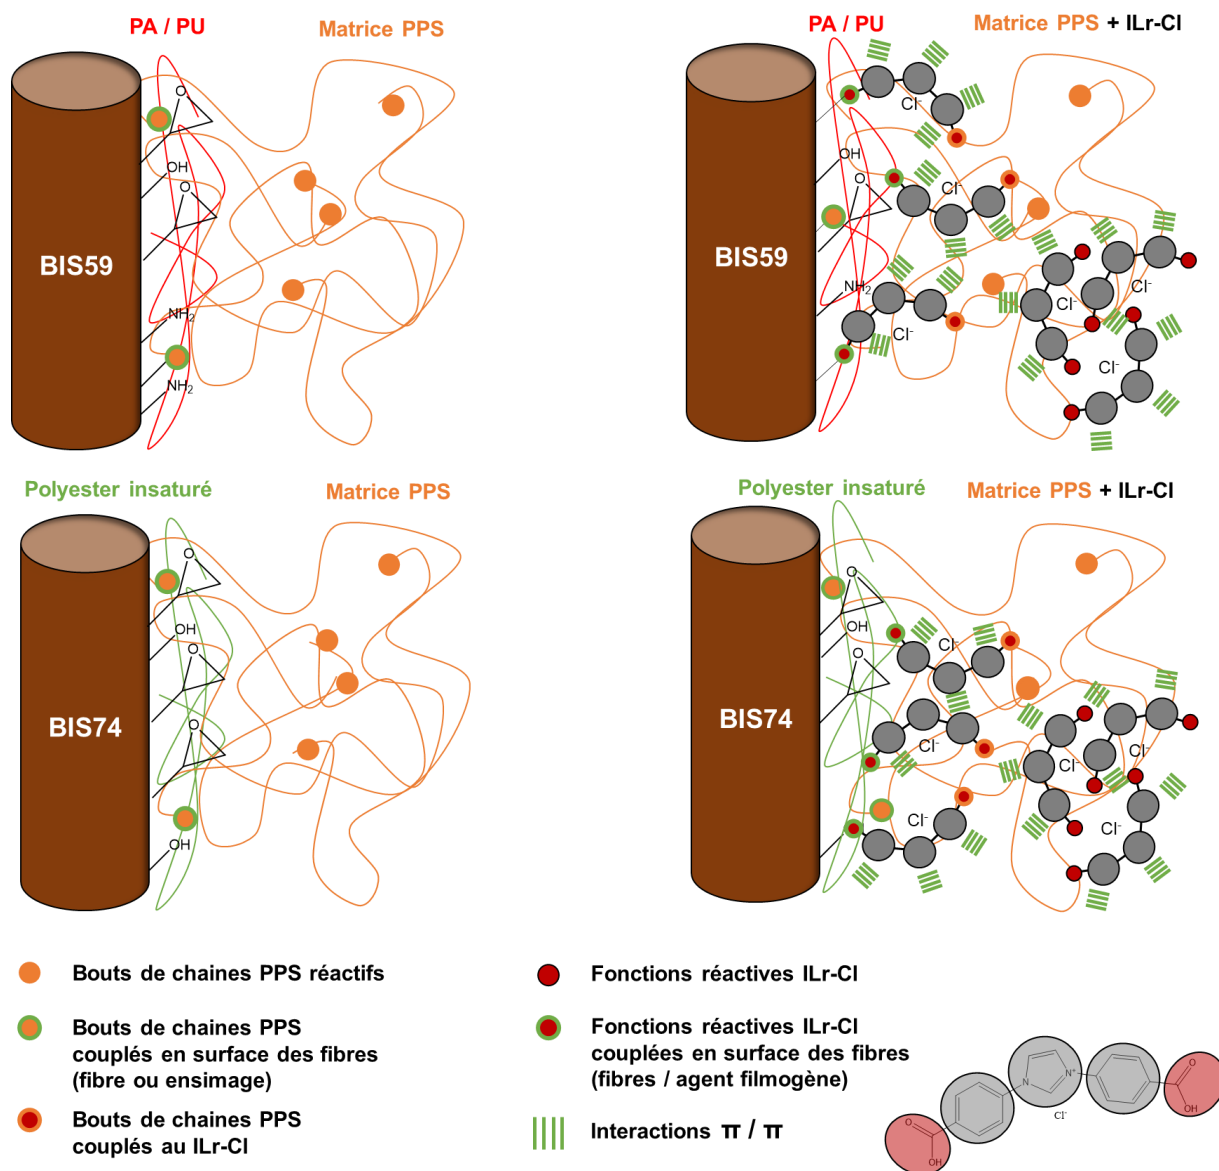 PA / PU
Matrice PPS
O
OH
O
BIS59
NH₂
NH₂
PA / PU
Matrice PPS + ILr-Cl
Cl⁻
OH
O
Cl⁻
BIS59
NH₂
Cl⁻
Cl⁻
Cl⁻
Cl⁻
Polyester insaturé
Matrice PPS
O
OH
O
BIS74
O
OH
Polyester insaturé
Matrice PPS + ILr-Cl
O
OH
Cl⁻
O
BIS74
Cl⁻
Cl⁻
Cl⁻
Cl⁻
Cl⁻
Bouts de chaines PPS réactifs
Bouts de chaines PPS
couplés en surface des fibres
(fibre ou ensimage)
Bouts de chaines PPS
couplés au ILr-Cl
Fonctions réactives ILr-Cl
Fonctions réactives ILr-Cl
couplées en surface des fibres
(fibres / agent filmogène)
Interactions π / π
O
OH
N
N⁺
Cl⁻
O
OH